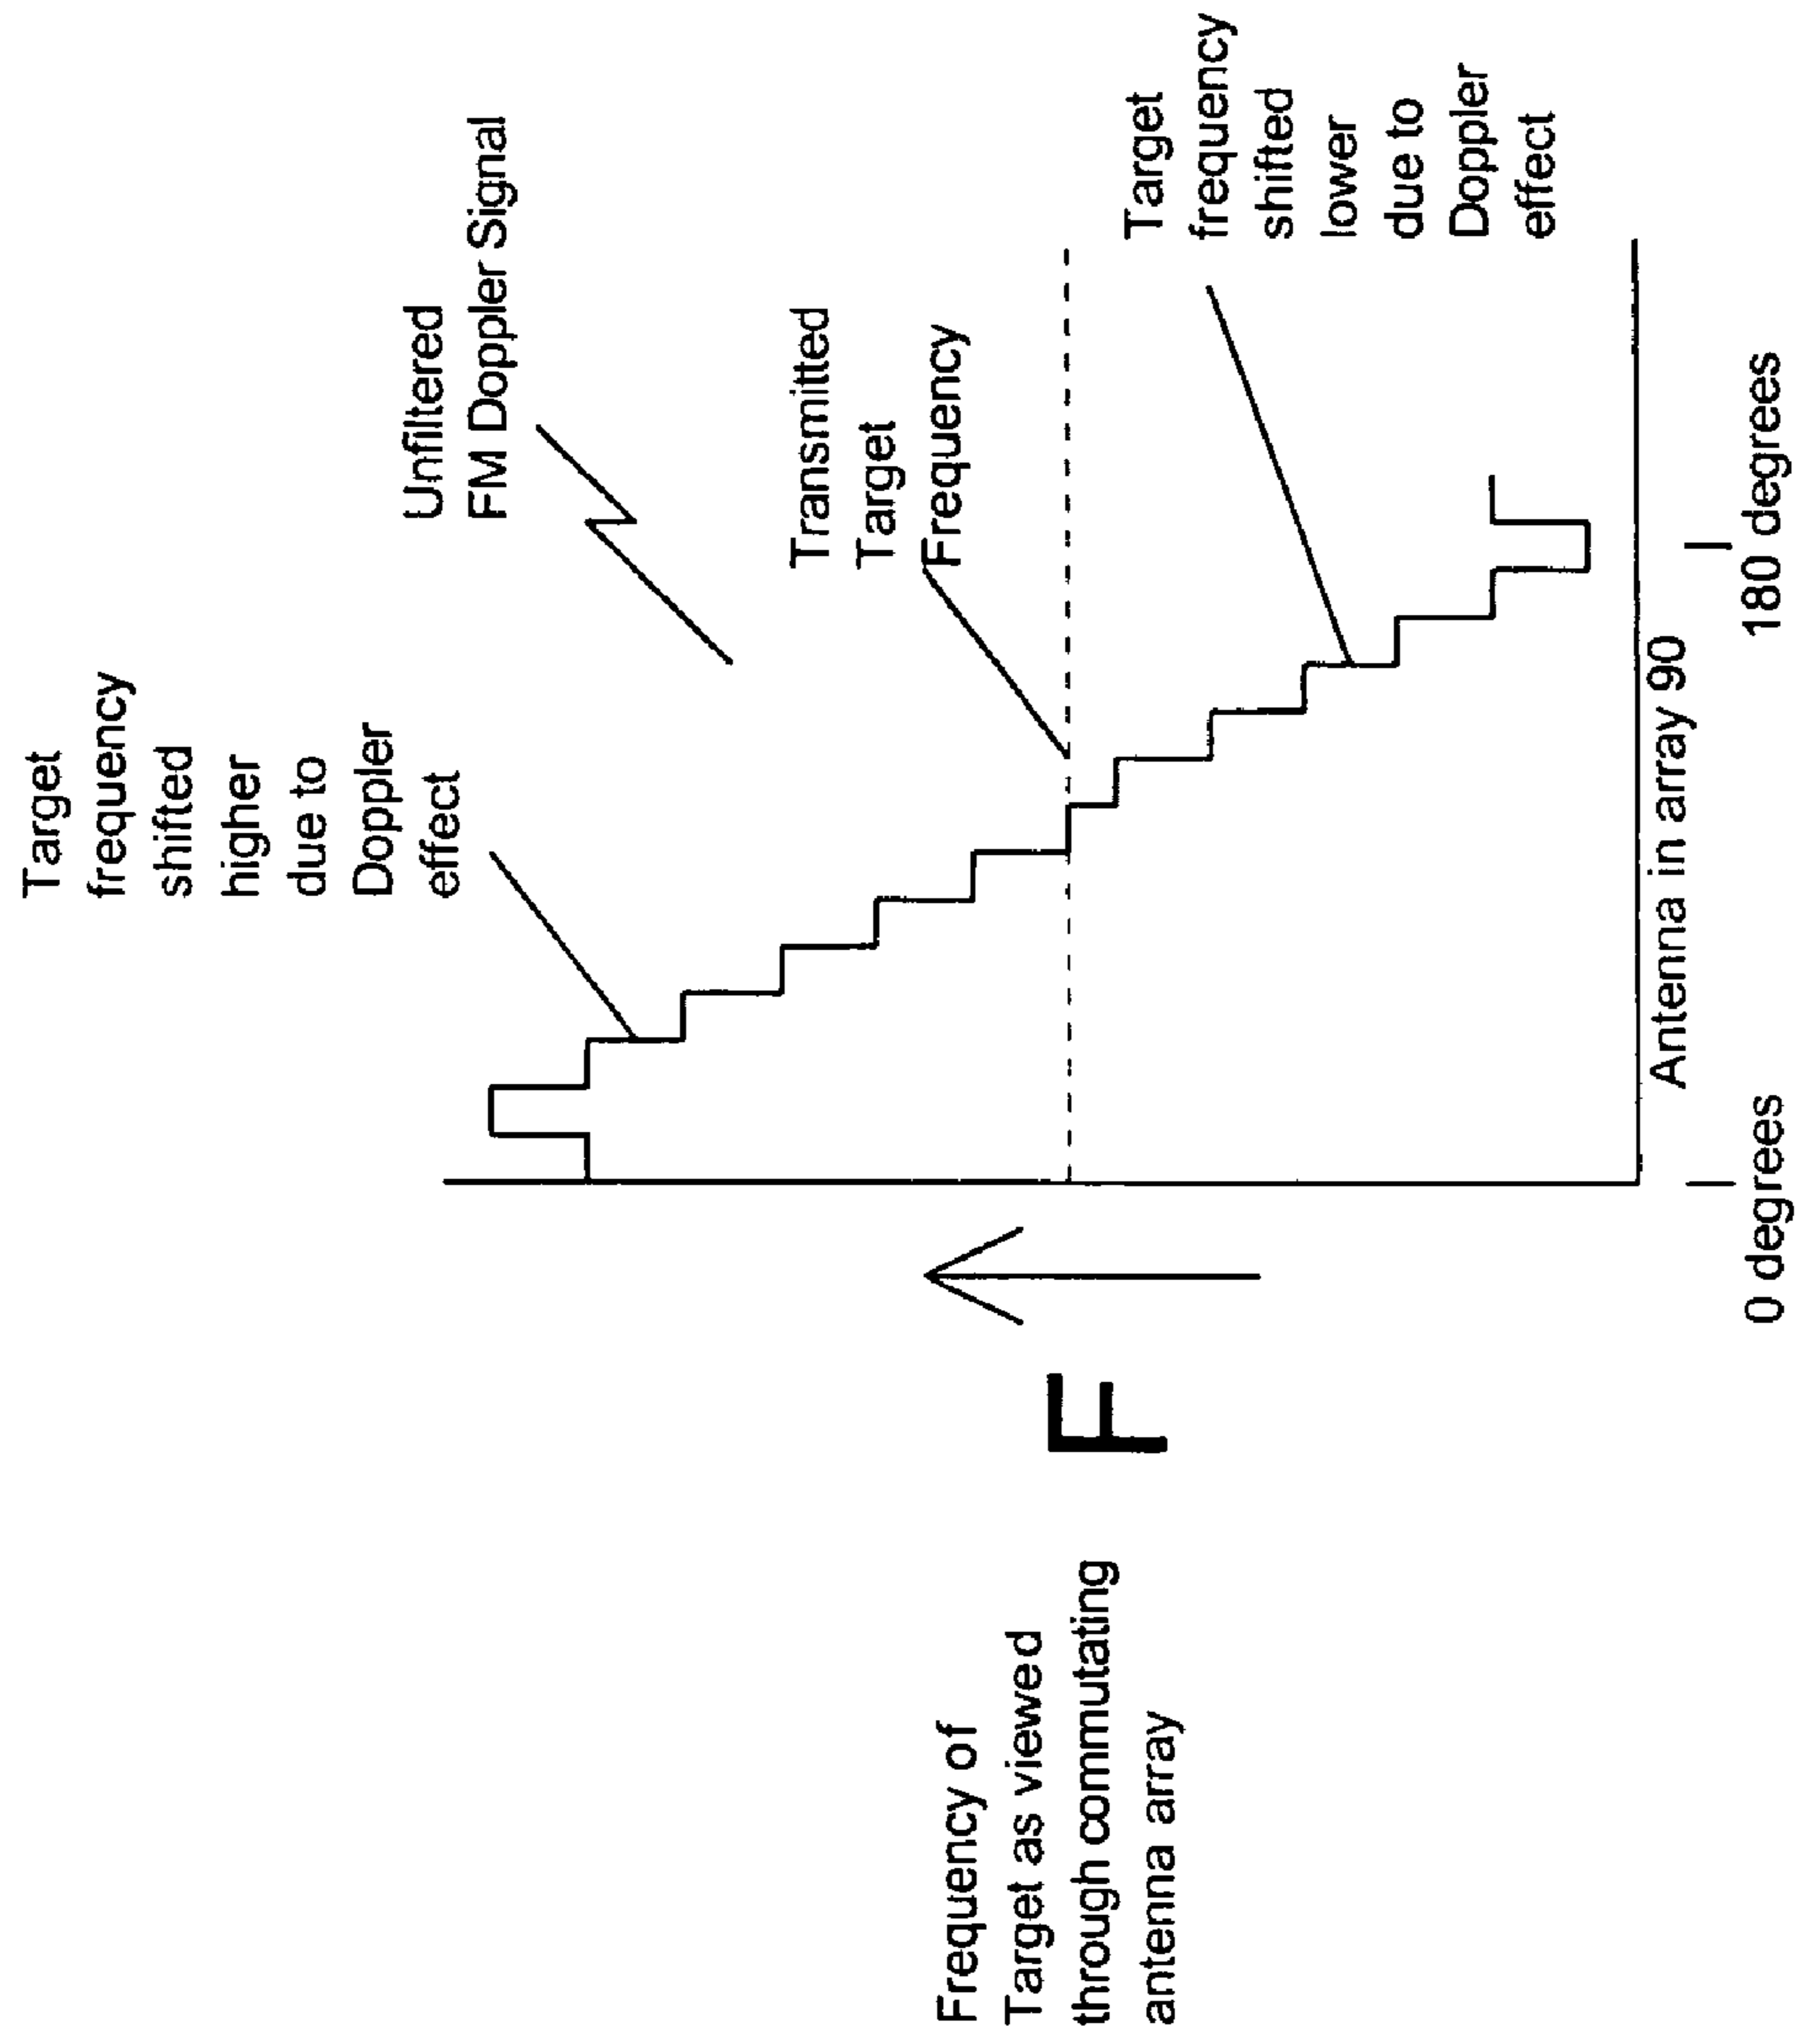 Target
frequency
shifted
higher
due to
Doppler
effect
Unfiltered
FM Doppler Signal
Transmitted
Target
Frequency
Target
frequency
shifted
lower
due to
Doppler
effect
F
Frequency of
Target as viewed
through commutating
antenna array
Antenna in array 90
0 degrees
180 degrees